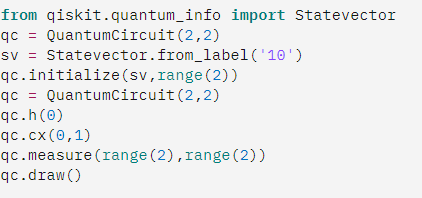 from qiskit.quantum_info import Statevector
qc = QuantumCircuit(2,2)
sv = Statevector.from_label('10')
qc.initialize(sv,range(2))
qc = QuantumCircuit(2,2)
qc.h(0)
qc.cx(0,1)
qc.measure(range(2),range(2))
qc.draw()